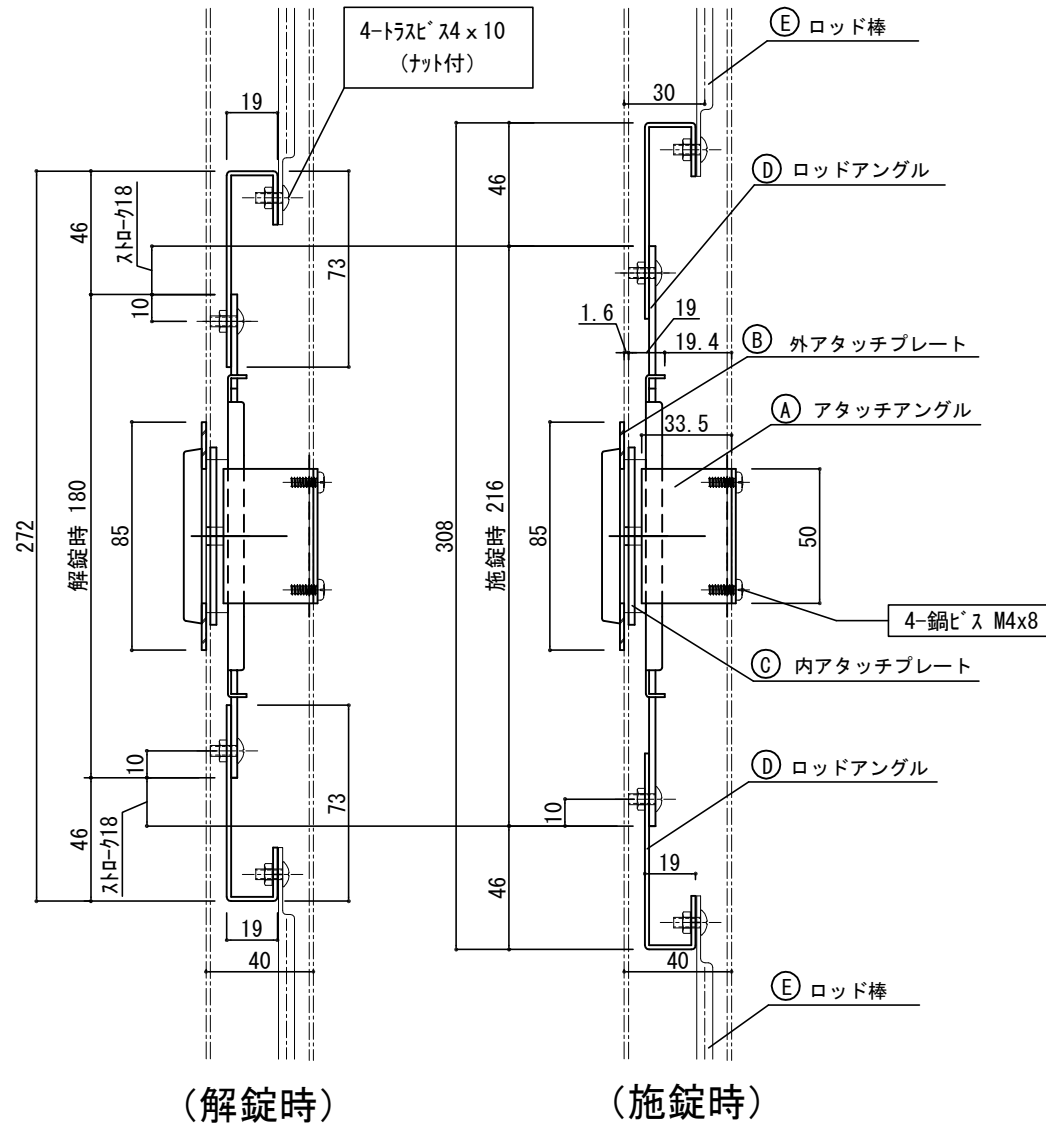 4-トラスビス4 x 10
(ナット付)
19
46
ストローク18
10
73
272
解錠時 180
85
10
ストローク18
46
73
19
40
(解錠時)
E ロッド棒
30
46
D ロッドアングル
1.6
19
19.4
B 外アタッチプレート
A アタッチアングル
33.5
308
施錠時 216
85
50
4-鍋ビス M4x8
C 内アタッチプレート
D ロッドアングル
10
19
46
40
E ロッド棒
(施錠時)